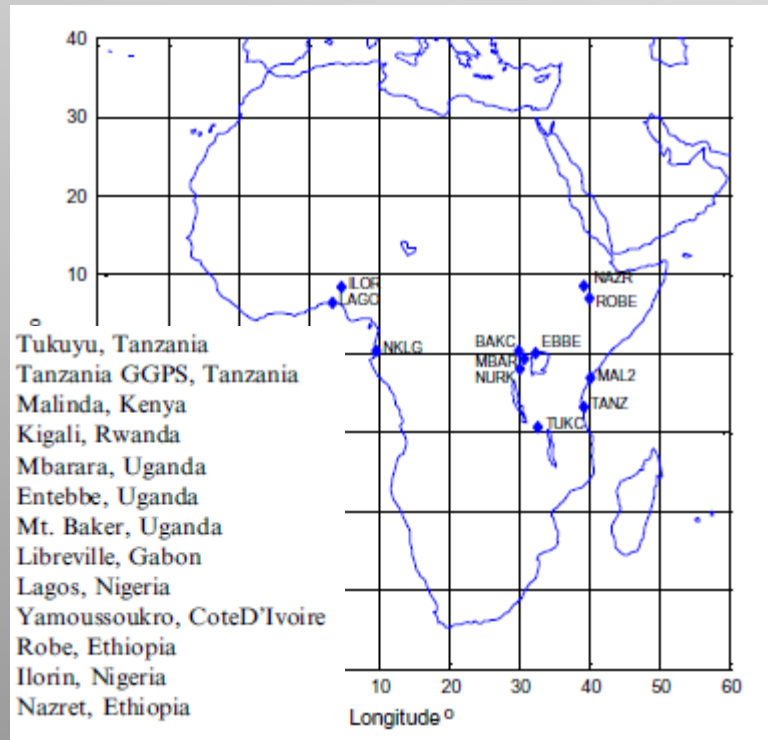 40
30
20
10
ILOR
LAGO
NAZR
ROBE
NKLG
BAKC
EBBE
MBAR
NURK
MAL2
TANZ
TUKC
o
Tukuyu, Tanzania
Tanzania GGPS, Tanzania
Malinda, Kenya
Kigali, Rwanda
Mbarara, Uganda
Entebbe, Uganda
Mt. Baker, Uganda
Libreville, Gabon
Lagos, Nigeria
Yamoussoukro, CoteD'Ivoire
Robe, Ethiopia
Ilorin, Nigeria
Nazret, Ethiopia
10 20 30 40 50 60
Longitude o